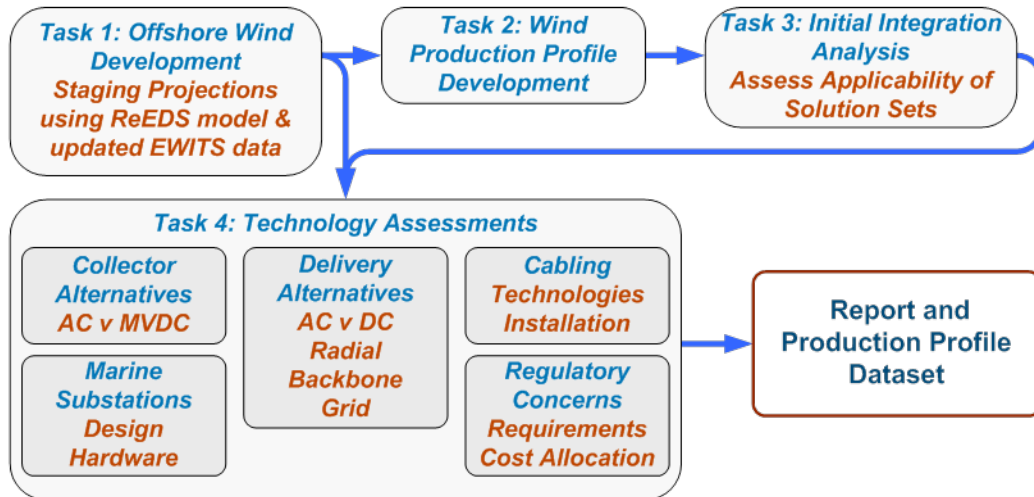 Task 1: Offshore Wind
Development
Staging Projections
using ReEDS model &
updated EWITS data
Task 2: Wind
Production Profile
Development
Task 3: Initial Integration
Analysis
Assess Applicability of
Solution Sets
Task 4: Technology Assessments
Collector
Alternatives
AC v MVDC
Marine
Substations
Design
Hardware
Delivery
Alternatives
AC v DC
Radial
Backbone
Grid
Cabling
Technologies
Installation
Regulatory
Concerns
Requirements
Cost Allocation
Report and
Production Profile
Dataset